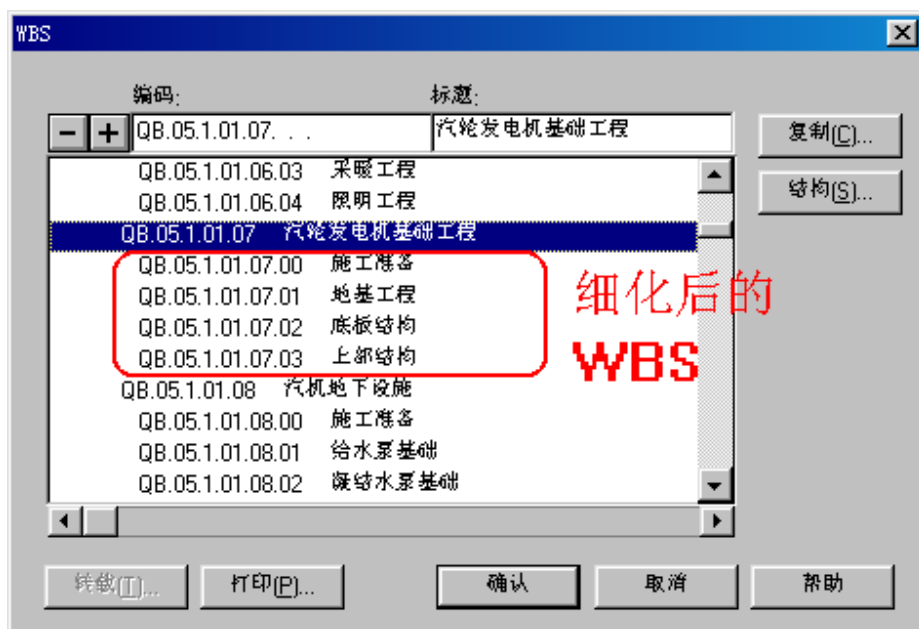 WBS
编码: 标题:
QB.05.1.01.07. . . 汽轮发电机基础工程
复制(C)...
QB.05.1.01.06.03 采暖工程
结构(S)...
QB.05.1.01.06.04 照明工程
QB.05.1.01.07 汽轮发电机基础工程
QB.05.1.01.07.00 施工准备
QB.05.1.01.07.01 地基工程
QB.05.1.01.07.02 底板结构
QB.05.1.01.07.03 上部结构
细化后的
WBS
QB.05.1.01.08 汽机地下设施
QB.05.1.01.08.00 施工准备
QB.05.1.01.08.01 给水泵基础
QB.05.1.01.08.02 凝结水泵基础
转载(T)... 打印(P)... 确认 取消 帮助